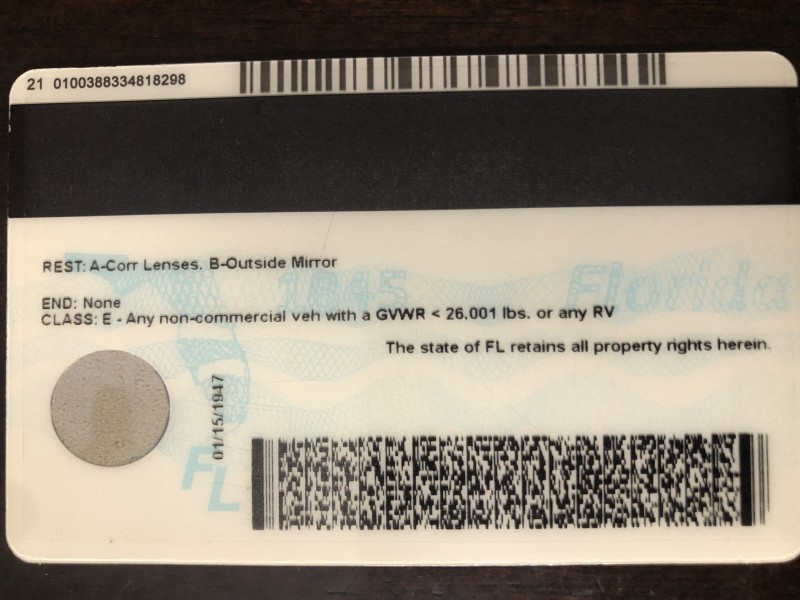 21 0100388334818298
REST: A-Corr Lenses, B-Outside Mirror
1845 Florida
END: None
CLASS: E - Any non-commercial veh with a GVWR < 26,001 lbs. or any RV
The state of FL retains all property rights herein.
01/15/1947
FL